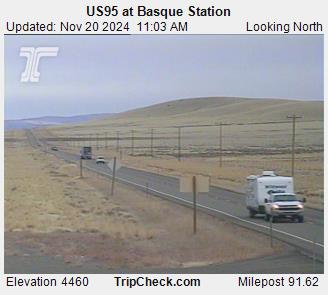 US95 at Basque Station
Updated: Nov 20 2024 11:03 AM Looking North
Elevation 4460 TripCheck.com Milepost 91.62